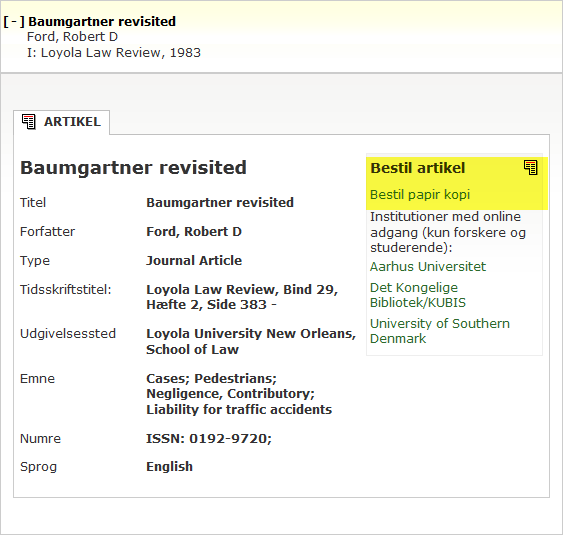 [-] Baumgartner revisited
Ford, Robert D
I: Loyola Law Review, 1983
ARTIKEL
Baumgartner revisited
Titel Baumgartner revisited
Forfatter Ford, Robert D
Type Journal Article
Tidsskriftstitel: Loyola Law Review, Bind 29,
Hæfte 2, Side 383 -
Udgivelsessted Loyola University New Orleans,
School of Law
Emne Cases; Pedestrians;
Negligence, Contributory;
Liability for traffic accidents
Numre ISSN: 0192-9720;
Sprog English
Bestil artikel
Bestil papir kopi
Institutioner med online
adgang (kun forskere og
studerende):
Aarhus Universitet
Det Kongelige
Bibliotek/KUBIS
University of Southern
Denmark